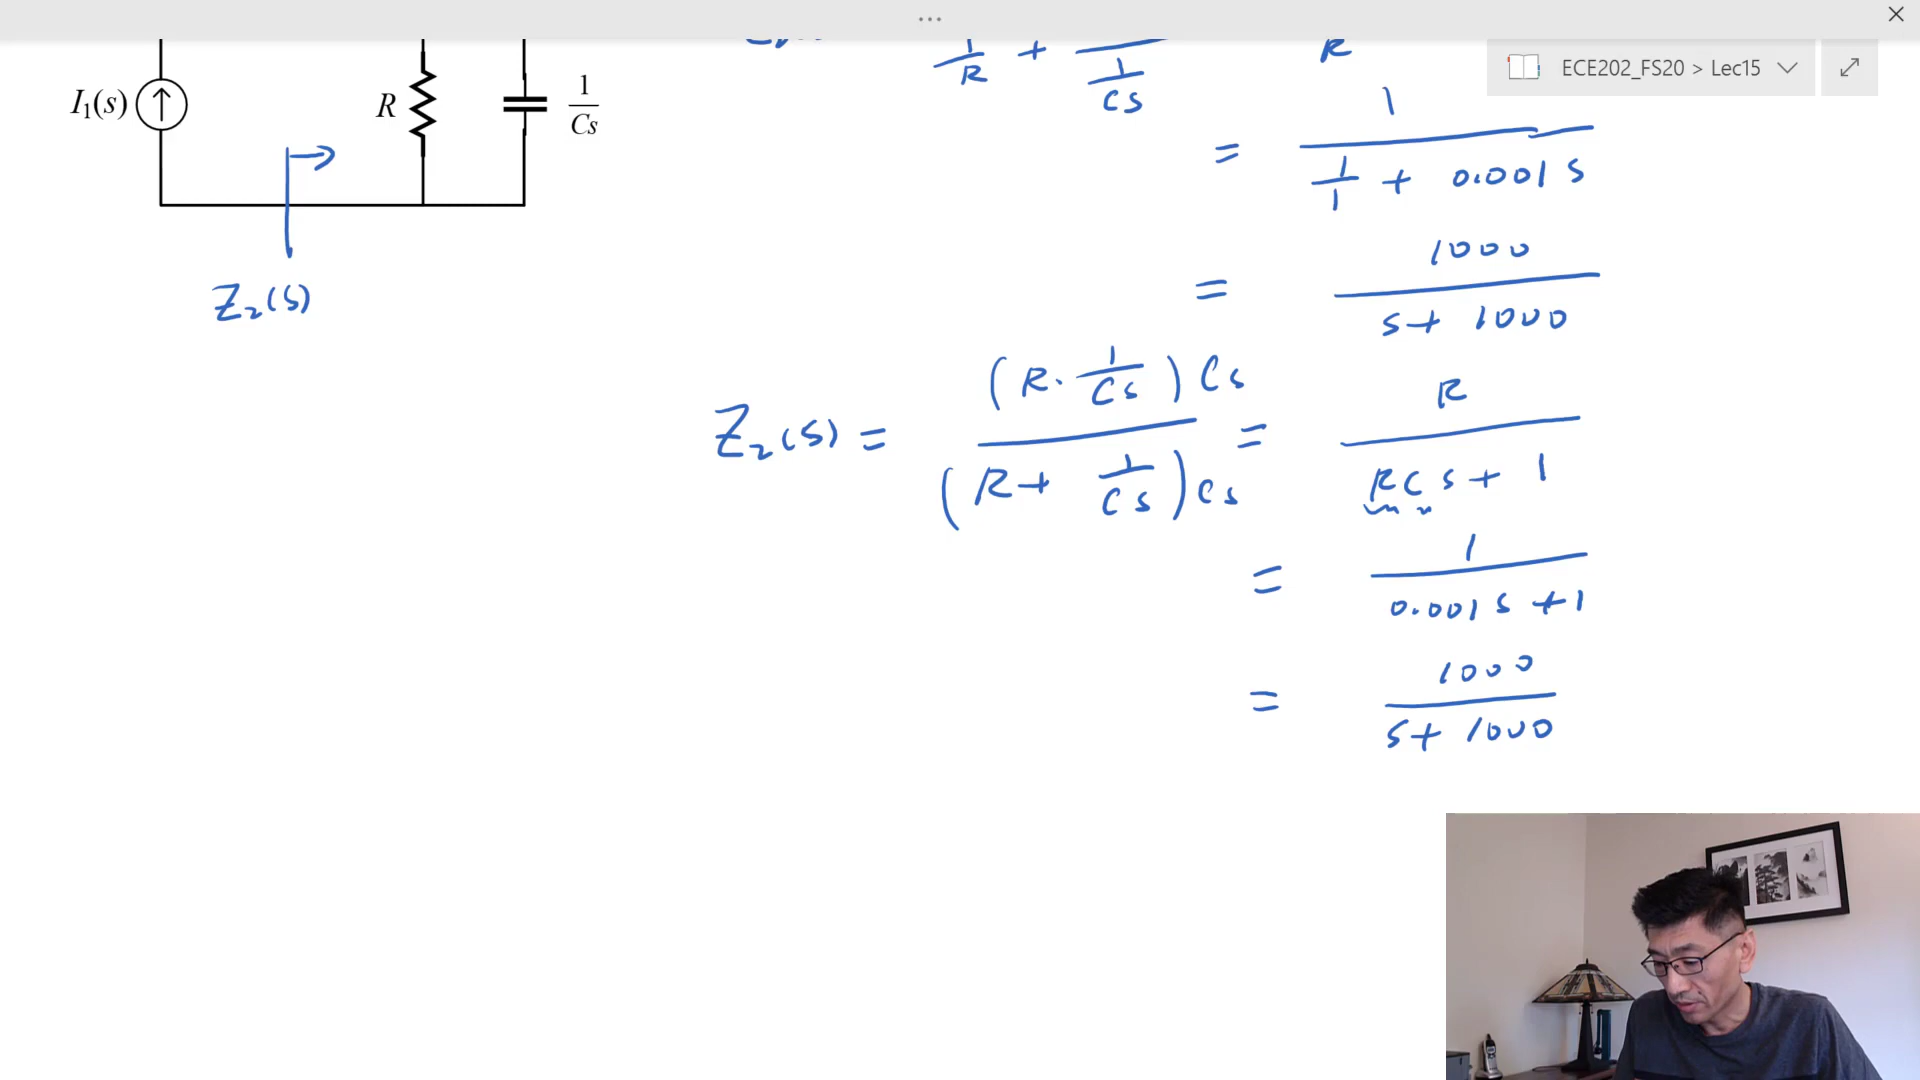 ECE202_FS20 > Lec15
I₁(s)
R
1/Cs
Z₂(s)
1/R + 1/(1/Cs)
R
= 1/(1/1 + 0.001 s)
= 1000/(s + 1000)
Z₂(s) = (R · 1/Cs) Cs / (R + 1/Cs) Cs = R/(RCs + 1)
= 1/(0.001 s + 1)
= 1000/(s + 1000)